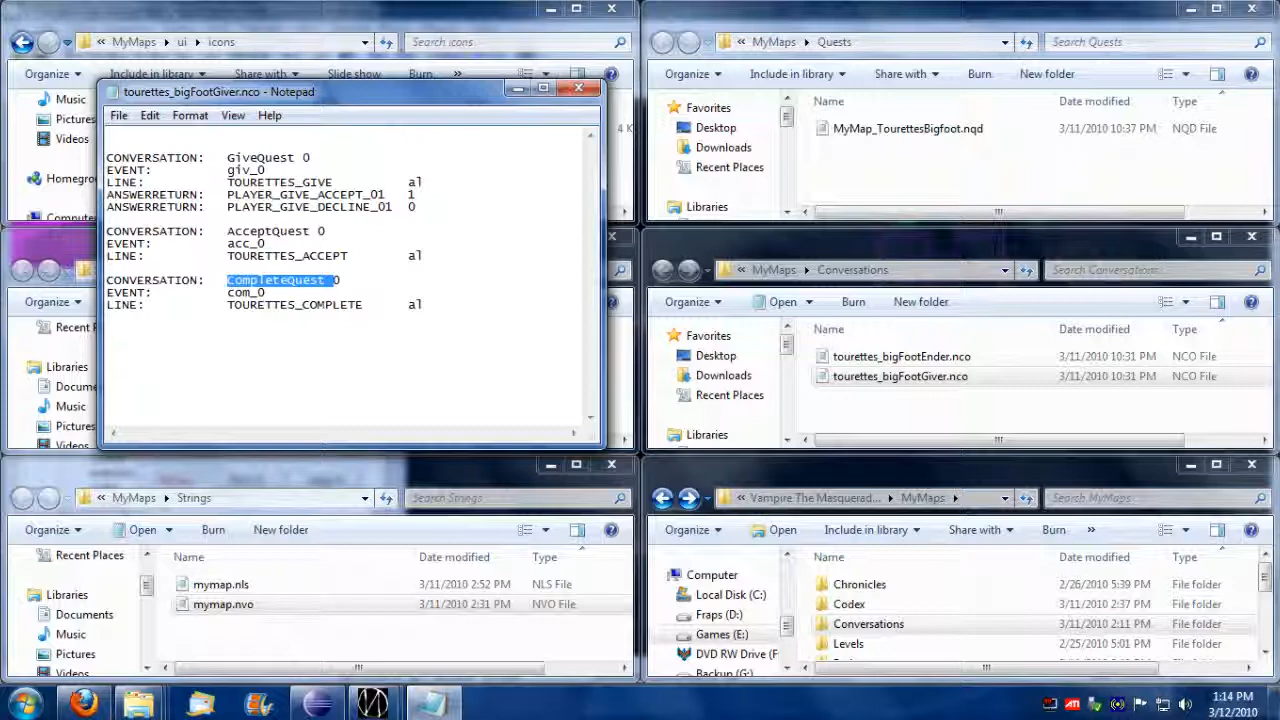 « MyMaps ▸ ui ▸ icons
Search icons
Organize
Include in library
Share with
Slide show
Burn
»
Music
Pictures
Videos
Homegro
Compute
4 K
« MyMaps ▸ Quests
Search Quests
Organize
Include in library
Share with
Burn
New folder
Favorites
Desktop
Downloads
Recent Places
Libraries
Name
Date modified
Type
MyMap_TourettesBigfoot.nqd
3/11/2010 10:37 PM
NQD File
tourettes_bigFootGiver.nco - Notepad
File Edit Format View Help
CONVERSATION: GiveQuest 0
EVENT: giv_0
LINE: TOURETTES_GIVE al
ANSWERRETURN: PLAYER_GIVE_ACCEPT_01 1
ANSWERRETURN: PLAYER_GIVE_DECLINE_01 0
CONVERSATION: AcceptQuest 0
EVENT: acc_0
LINE: TOURETTES_ACCEPT al
CONVERSATION: CompleteQuest 0
EVENT: com_0
LINE: TOURETTES_COMPLETE al
Organize
Recent P
Libraries
Docume
Music
Pictures
Videos
« MyMaps ▸ Conversations
Search Conversations
Organize
Open
Burn
New folder
Favorites
Desktop
Downloads
Recent Places
Libraries
Name
Date modified
Type
tourettes_bigFootEnder.nco
3/11/2010 10:31 PM
NCO File
tourettes_bigFootGiver.nco
3/11/2010 10:31 PM
NCO File
« MyMaps ▸ Strings
Search Strings
Organize
Open
Burn
New folder
Recent Places
Libraries
Documents
Music
Pictures
Videos
Name
Date modified
Type
mymap.nls
3/11/2010 2:52 PM
NLS File
mymap.nvo
3/11/2010 2:31 PM
NVO File
« Vampire The Masquerad... ▸ MyMaps ▸
Search MyMaps
Organize
Open
Include in library
Share with
Burn
»
Computer
Local Disk (C:)
Fraps (D:)
Games (E:)
DVD RW Drive (F
Backup (G:)
Name
Date modified
Type
Chronicles
2/26/2010 5:39 PM
File folder
Codex
3/11/2010 2:37 PM
File folder
Conversations
3/11/2010 2:11 PM
File folder
Levels
2/25/2010 5:01 PM
File folder
1:14 PM
3/12/2010